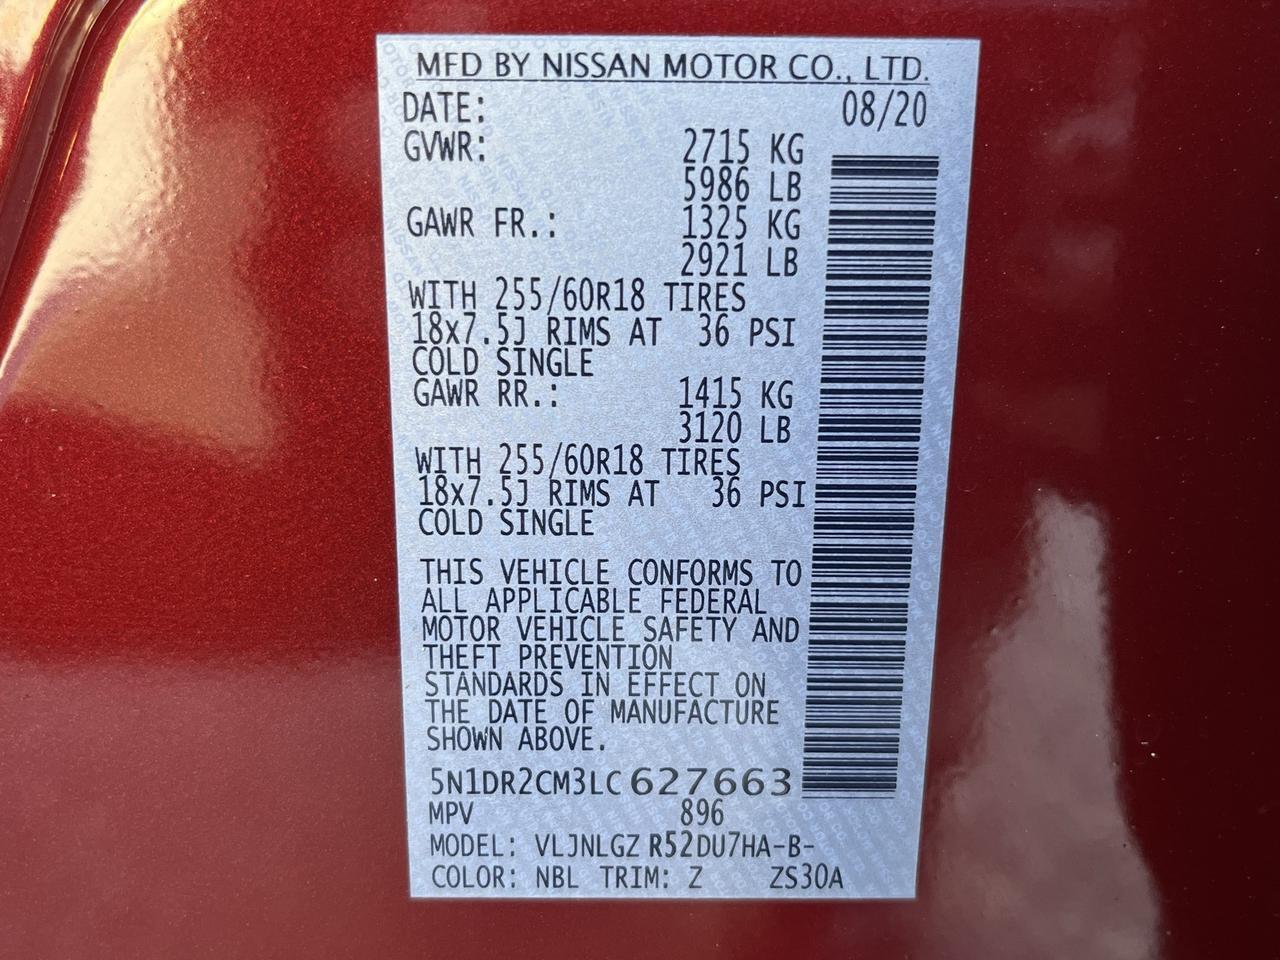 MFD BY NISSAN MOTOR CO., LTD.
DATE: 08/20
GVWR: 2715 KG
5986 LB
GAWR FR.: 1325 KG
2921 LB
WITH 255/60R18 TIRES
18x7.5J RIMS AT 36 PSI
COLD SINGLE
GAWR RR.: 1415 KG
3120 LB
WITH 255/60R18 TIRES
18x7.5J RIMS AT 36 PSI
COLD SINGLE
THIS VEHICLE CONFORMS TO
ALL APPLICABLE FEDERAL
MOTOR VEHICLE SAFETY AND
THEFT PREVENTION
STANDARDS IN EFFECT ON
THE DATE OF MANUFACTURE
SHOWN ABOVE.
5N1DR2CM3LC627663
MPV 896
MODEL: VLJNLGZ R52DU7HA-B-
COLOR: NBL TRIM: Z ZS30A